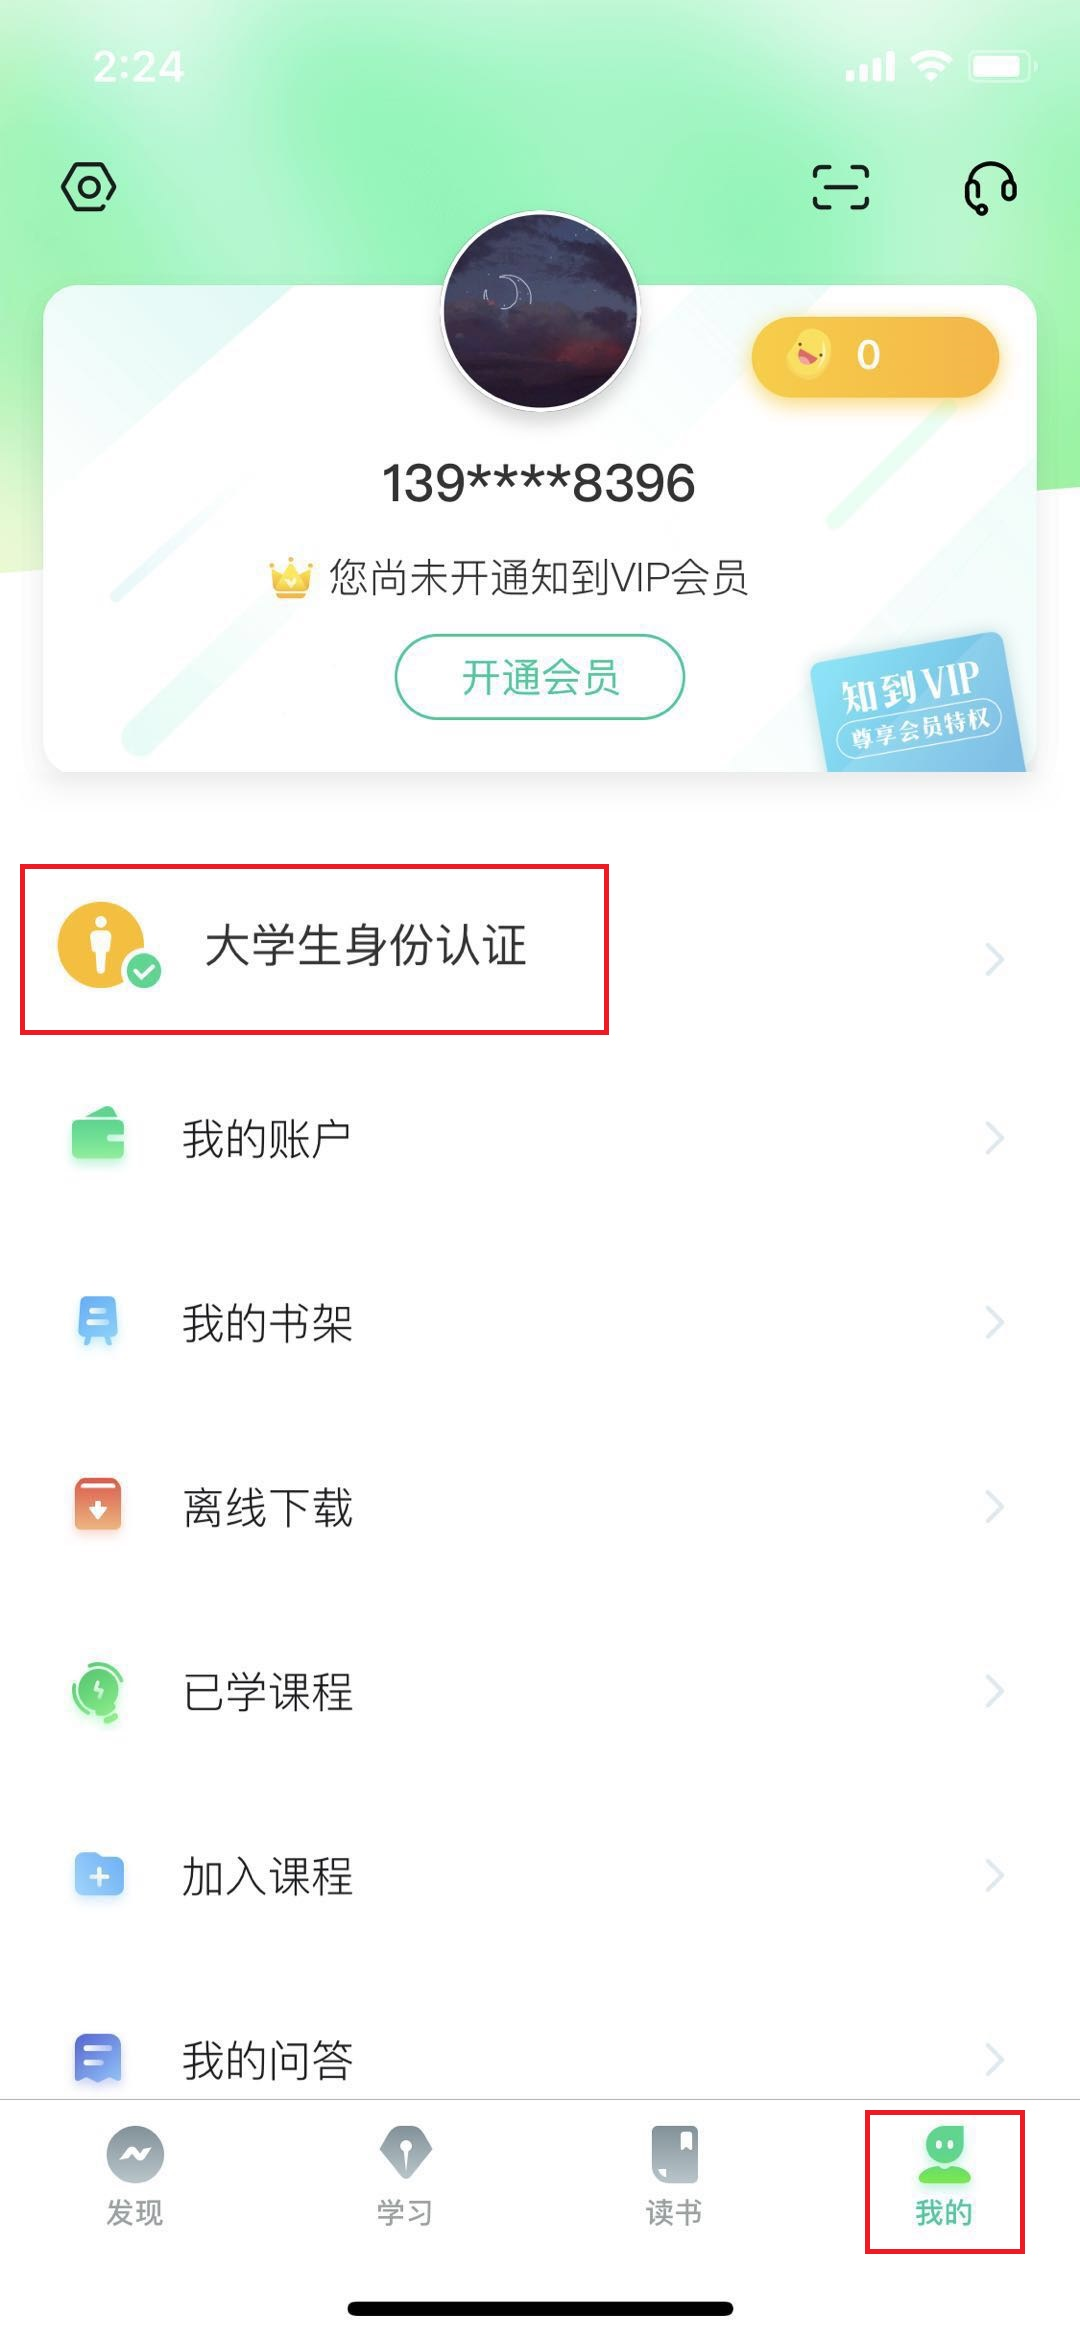 2:24
0
139****8396
您尚未开通知到VIP会员
开通会员
知到VIP
尊享会员特权
大学生身份认证
我的账户
我的书架
离线下载
已学课程
加入课程
我的问答
发现
学习
读书
我的